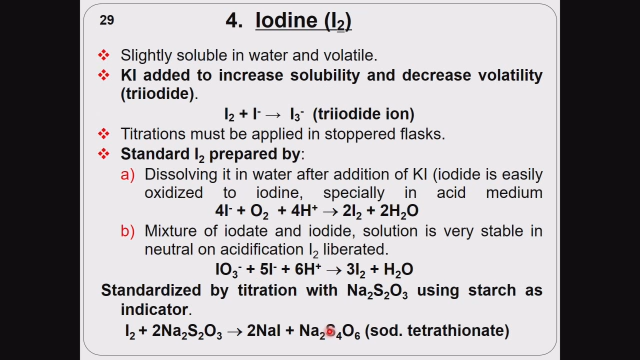 29
4. Iodine (I₂)
❖ Slightly soluble in water and volatile.
❖ KI added to increase solubility and decrease volatility
(triiodide).
I₂ + I⁻ → I₃⁻ (triiodide ion)
❖ Titrations must be applied in stoppered flasks.
❖ Standard I₂ prepared by:
a) Dissolving it in water after addition of KI (iodide is easily
oxidized to iodine, specially in acid medium
4I⁻ + O₂ + 4H⁺ → 2I₂ + 2H₂O
b) Mixture of iodate and iodide, solution is very stable in
neutral on acidification I₂ liberated.
IO₃⁻ + 5I⁻ + 6H⁺ → 3I₂ + H₂O
Standardized by titration with Na₂S₂O₃ using starch as
indicator.
I₂ + 2Na₂S₂O₃ → 2NaI + Na₂S₄O₆ (sod. tetrathionate)